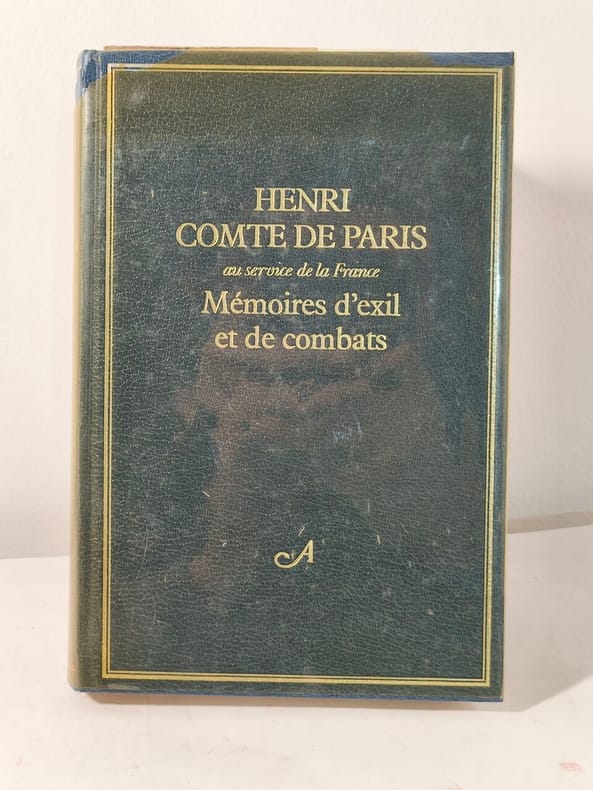 HENRI
COMTE DE PARIS
au service de la France
Mémoires d'exil
et de combats
A